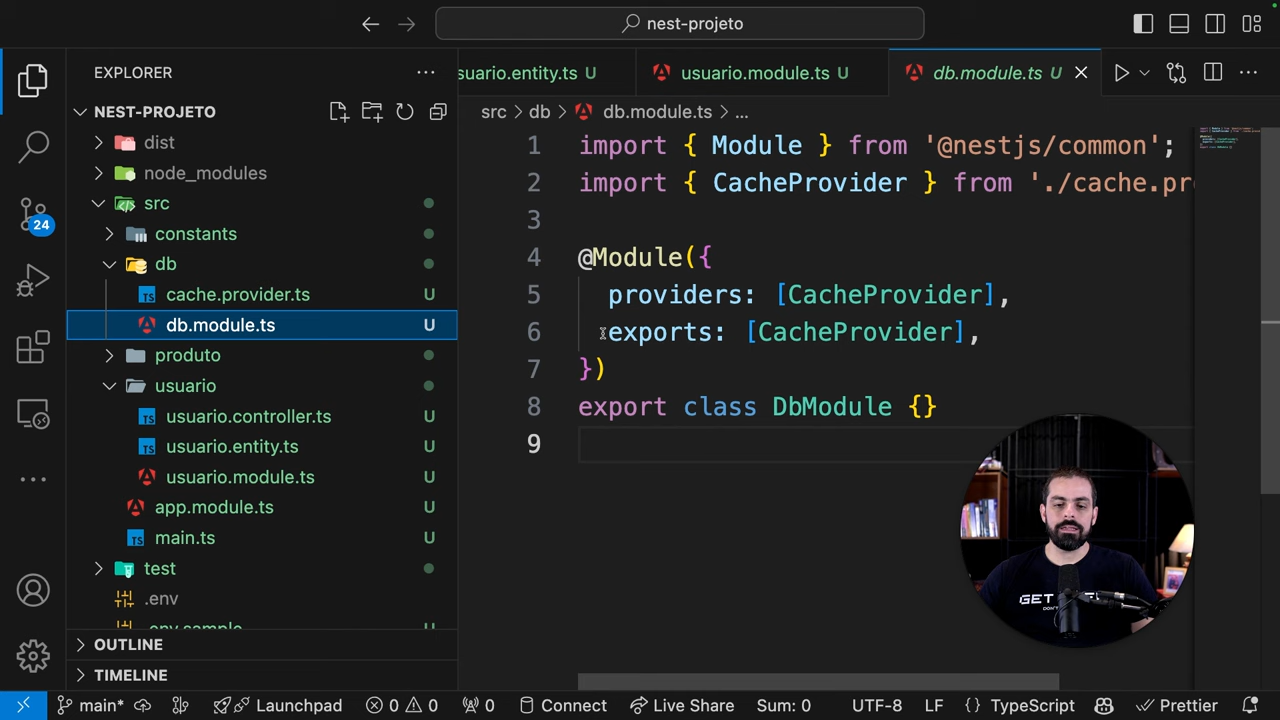 nest-projeto
EXPLORER
NEST-PROJETO
dist
node_modules
src
constants
db
cache.provider.ts U
db.module.ts U
produto
usuario
usuario.controller.ts U
usuario.entity.ts U
usuario.module.ts U
app.module.ts U
main.ts U
test
.env
.env.sample U
OUTLINE
TIMELINE
24
suario.entity.ts U
usuario.module.ts U
db.module.ts U
src > db > db.module.ts > ...
1 import { Module } from '@nestjs/common';
2 import { CacheProvider } from './cache.pr
3
4 @Module({
5 providers: [CacheProvider],
6 exports: [CacheProvider],
7 })
8 export class DbModule {}
9
GET
main* Launchpad 0 0 0 Connect Live Share Sum: 0 UTF-8 LF {} TypeScript Prettier